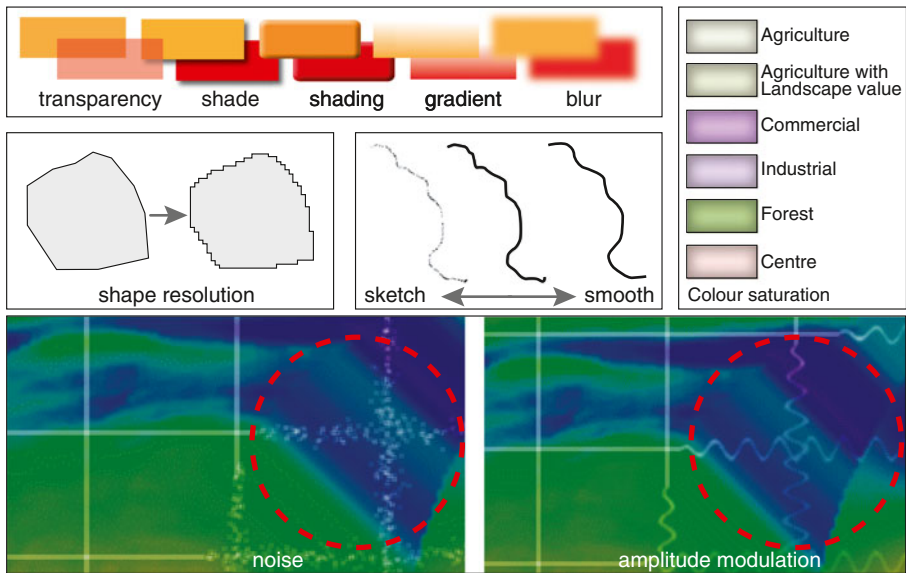 transparency shade shading gradient blur
shape resolution
sketch smooth
Agriculture
Agriculture with
Landscape value
Commercial
Industrial
Forest
Centre
Colour saturation
noise
amplitude modulation